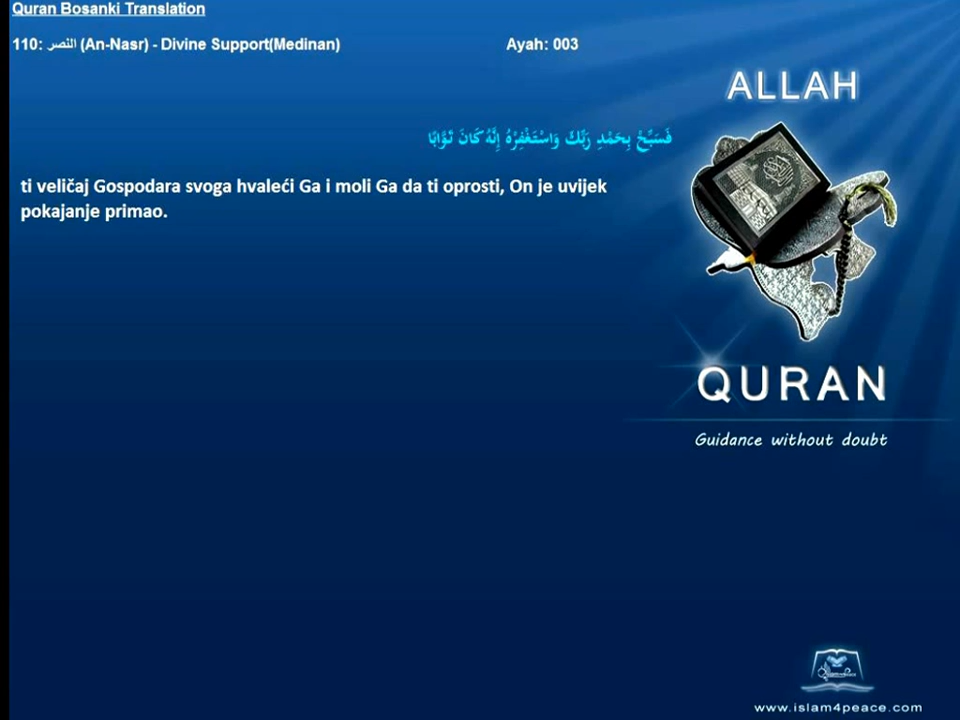 Quran Bosanki Translation
110: النصر (An-Nasr) - Divine Support(Medinan)
Ayah: 003
ALLAH
فَسَبِّحْ بِحَمْدِ رَبِّكَ وَاسْتَغْفِرْهُ إِنَّهُ كَانَ تَوَّابًا
ti veličaj Gospodara svoga hvaleći Ga i moli Ga da ti oprosti, On je uvijek
pokajanje primao.
QURAN
Guidance without doubt
www.islam4peace.com